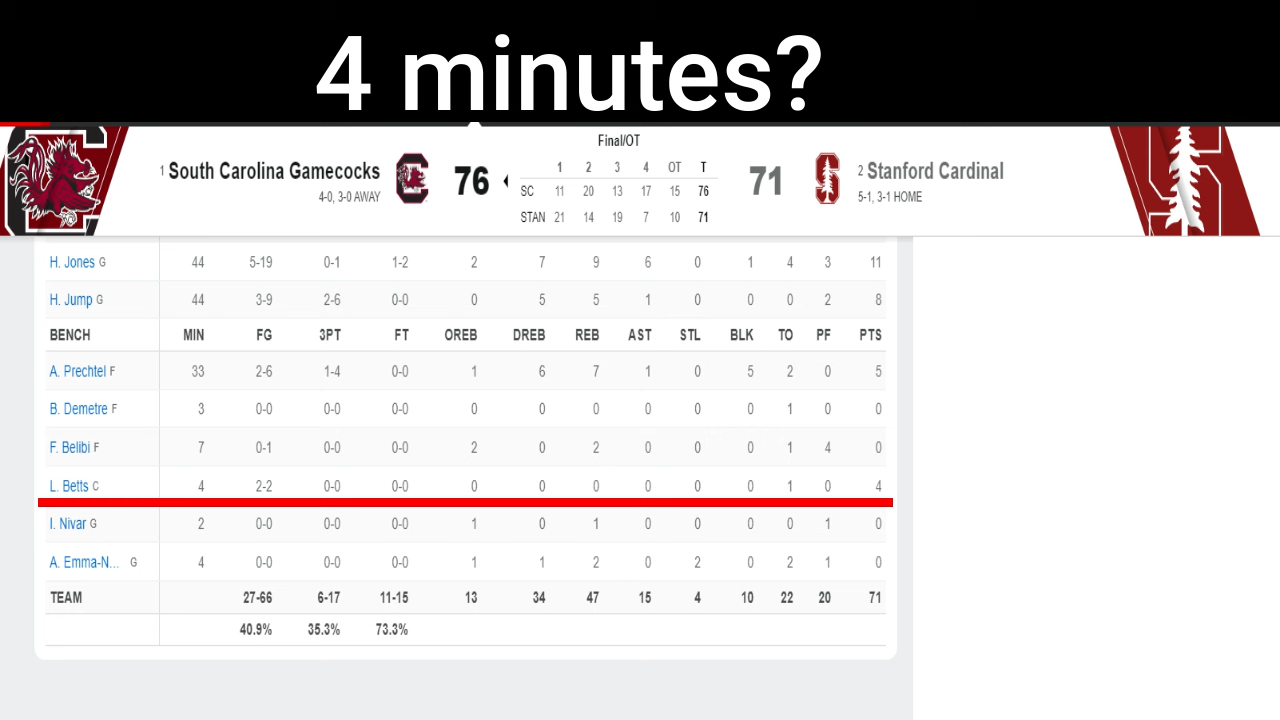 4 minutes?
Final/OT
1 South Carolina Gamecocks 76 1 2 3 4 OT T 71 2 Stanford Cardinal
4-0, 3-0 AWAY SC 11 20 13 17 15 76 5-1, 3-1 HOME
STAN 21 14 19 7 10 71
H. Jones G 44 5-19 0-1 1-2 2 7 9 6 0 1 4 3 11
H. Jump G 44 3-9 2-6 0-0 0 5 5 1 0 0 0 2 8
BENCH MIN FG 3PT FT OREB DREB REB AST STL BLK TO PF PTS
A. Prechtel F 33 2-6 1-4 0-0 1 6 7 1 0 5 2 0 5
B. Demetre F 3 0-0 0-0 0-0 0 0 0 0 0 0 1 0 0
F. Belibi F 7 0-1 0-0 0-0 2 0 2 0 0 0 1 4 0
L. Betts C 4 2-2 0-0 0-0 0 0 0 0 0 0 1 0 4
I. Nivar G 2 0-0 0-0 0-0 1 0 1 0 0 0 0 1 0
A. Emma-N... G 4 0-0 0-0 0-0 1 1 2 0 2 0 2 1 0
TEAM 27-66 6-17 11-15 13 34 47 15 4 10 22 20 71
40.9% 35.3% 73.3%